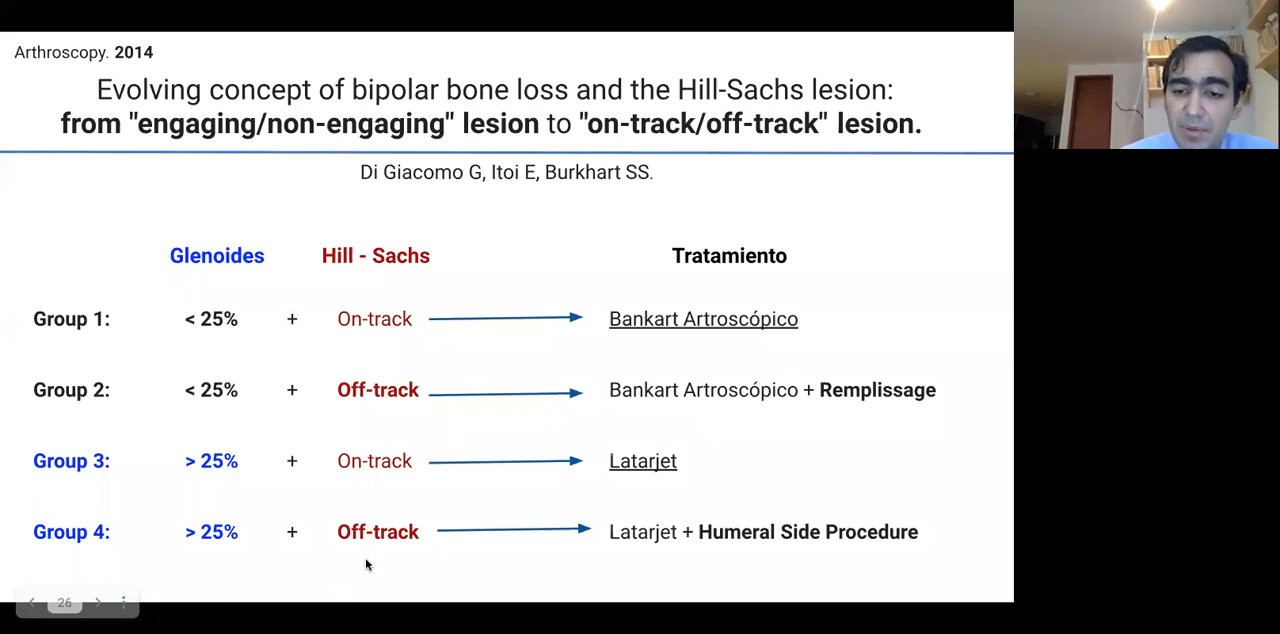 Arthroscopy. 2014
Evolving concept of bipolar bone loss and the Hill-Sachs lesion:
from "engaging/non-engaging" lesion to "on-track/off-track" lesion.
Di Giacomo G, Itoi E, Burkhart SS.
Glenoides Hill - Sachs Tratamiento
Group 1: < 25% + On-track Bankart Artroscópico
Group 2: < 25% + Off-track Bankart Artroscópico + Remplissage
Group 3: > 25% + On-track Latarjet
Group 4: > 25% + Off-track Latarjet + Humeral Side Procedure
26